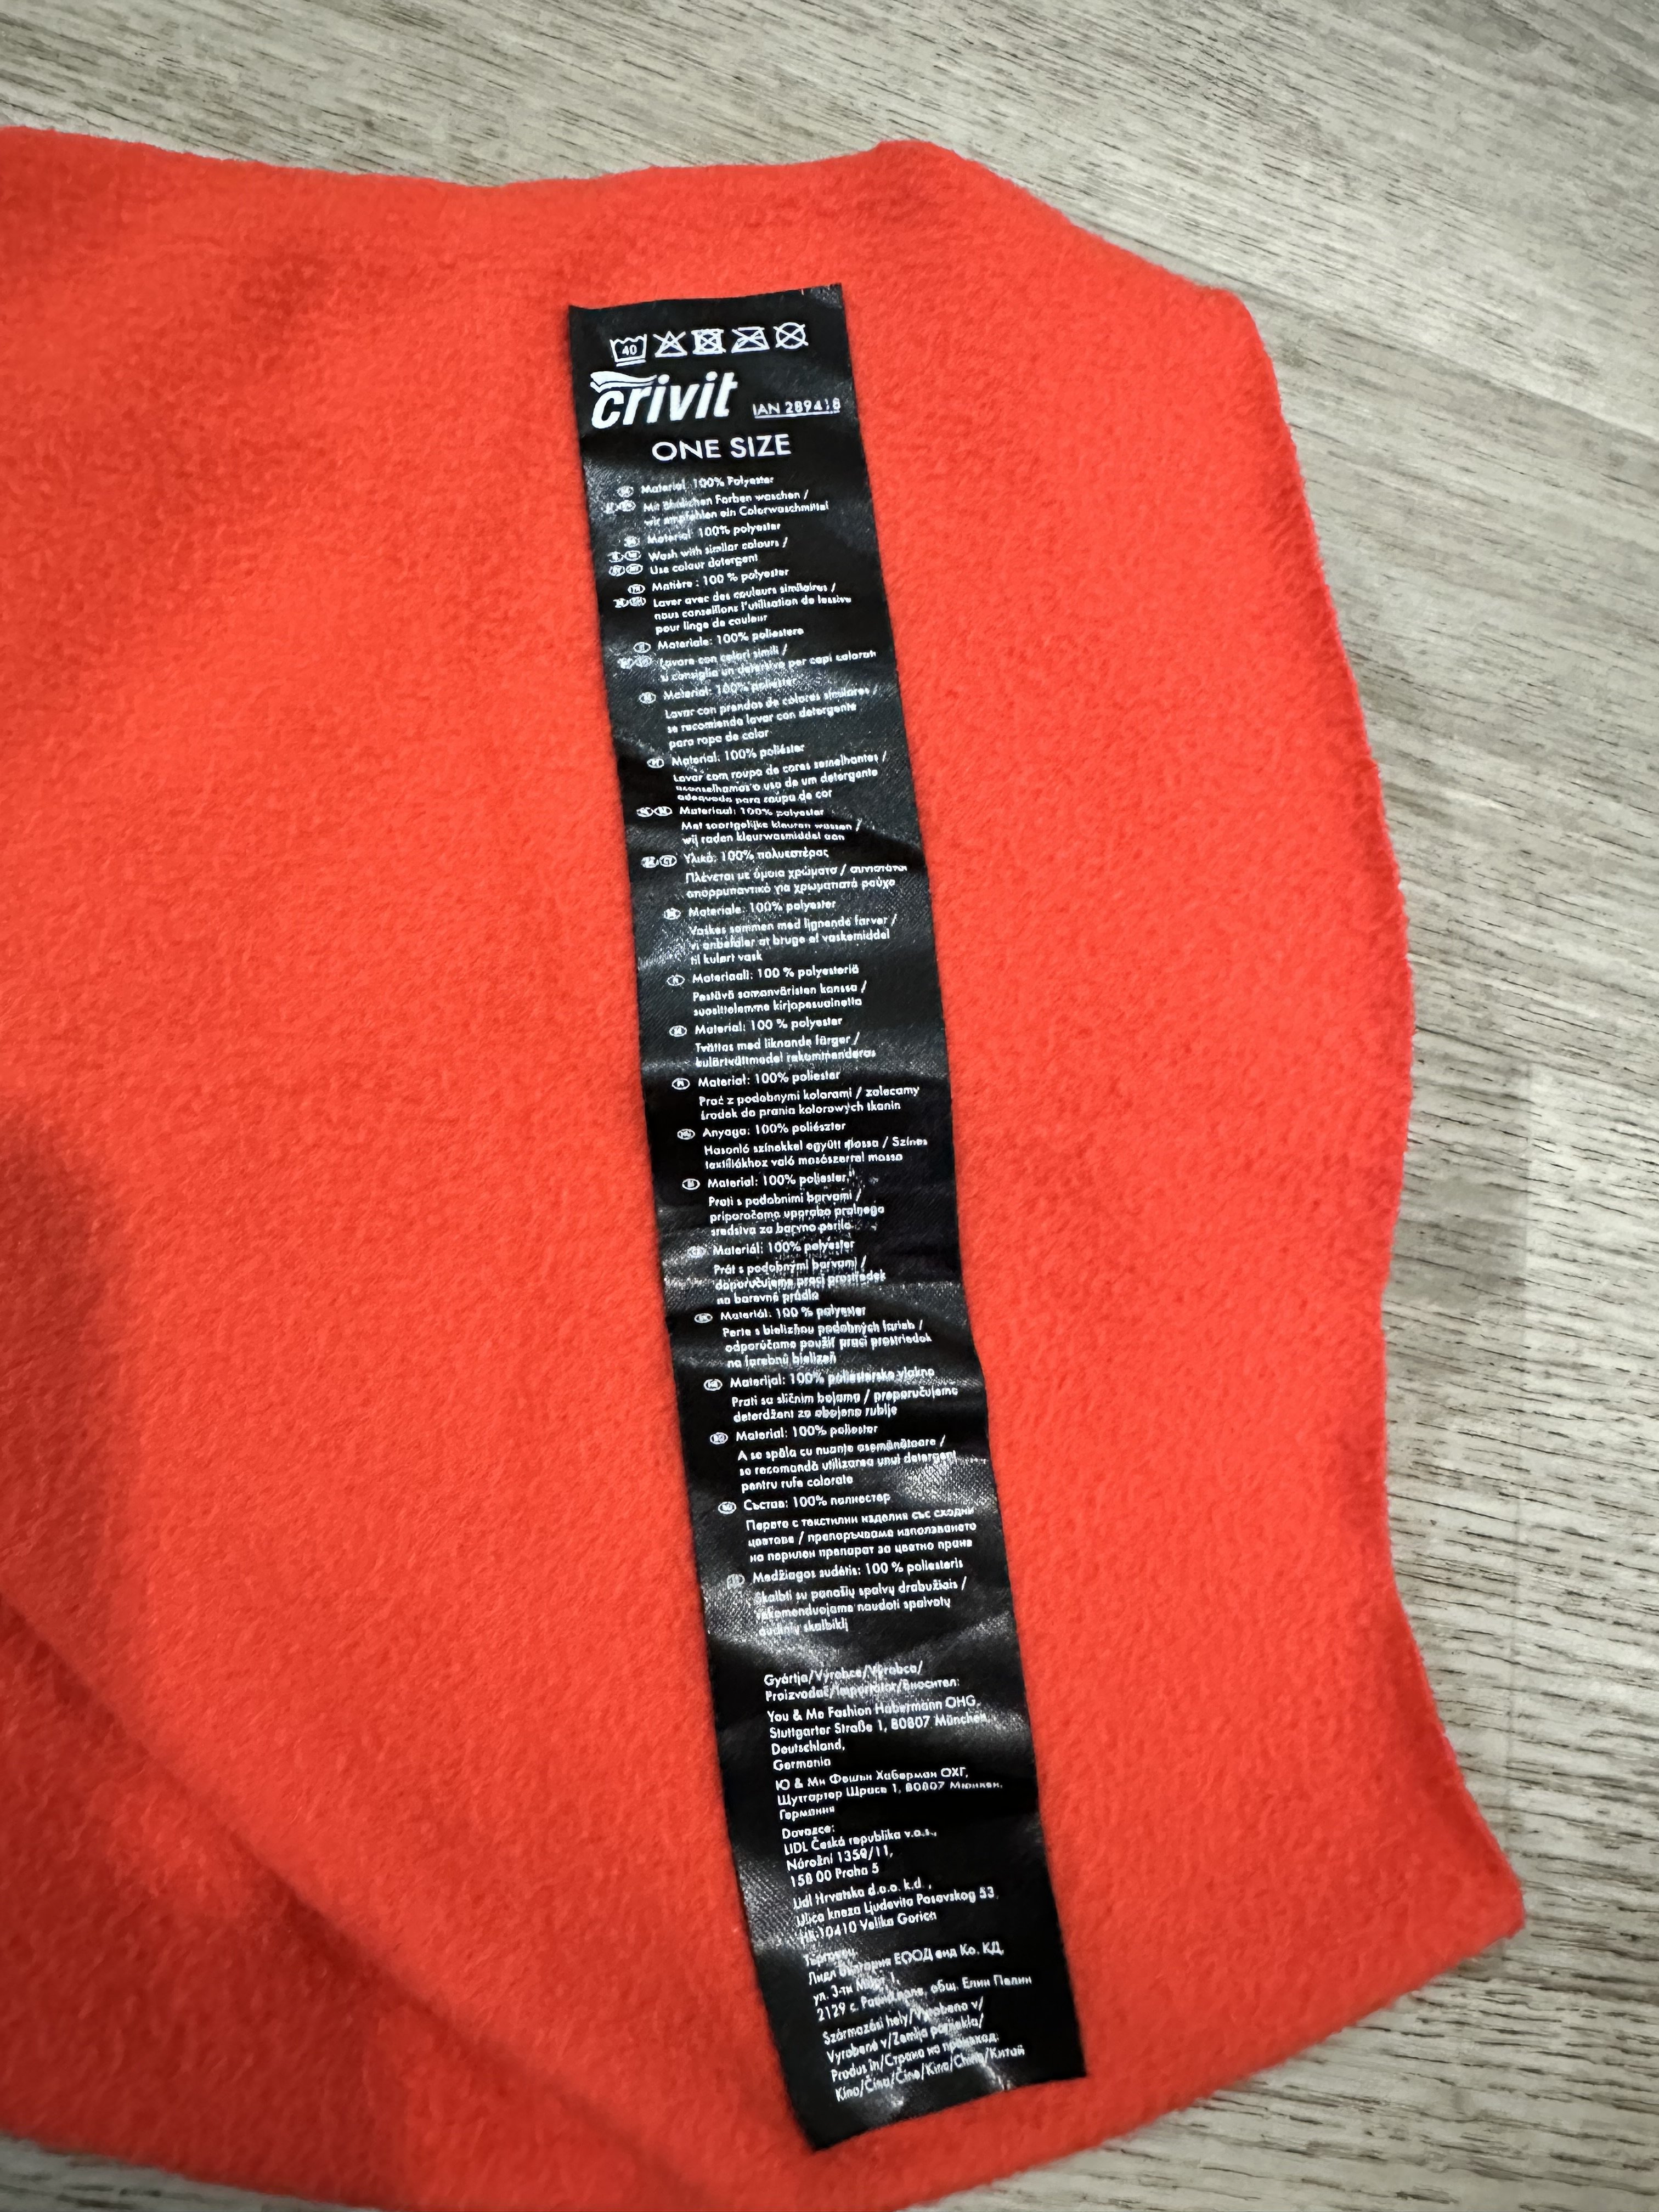 40
crivit IAN 289418
ONE SIZE
Material: 100% Polyester
Mit ähnlichen Farben waschen /
wir empfehlen ein Colorwaschmittel
Material: 100% polyester
Wash with similar colours /
Use colour detergent
Matière : 100 % polyester
Laver avec des couleurs similaires /
nous conseillons l'utilisation de lessive
pour linge de couleur
Materiale: 100% poliestere
Lavare con colori simili /
si consiglia un detersivo per capi colorati
Material: 100% poliéster
Lavar con prendas de colores similares /
se recomienda lavar con detergente
para ropa de color
Material: 100% poliéster
Lavar com roupa de cores semelhantes /
aconselhamos o uso de um detergente
adequado para roupa de cor
Materiaal: 100% polyester
Met soortgelijke kleuren wassen /
wij raden kleurwasmiddel aan
Υλικό: 100% πολυεστέρας
Πλένεται με όμοια χρώματα / συνιστάται
απορρυπαντικό για χρωματιστά ρούχα
Materiale: 100% polyester
Vaskes sammen med lignende farver /
vi anbefaler at bruge et vaskemiddel
til kulørt vask
Materiaali: 100 % polyesteriä
Pestävä samanväristen kanssa /
suosittelemme kirjopesuainetta
Material: 100 % polyester
Tvättas med liknande färger /
kulörtvättmedel rekommenderas
Materiał: 100% poliester
Prać z podobnymi kolorami / zalecamy
środek do prania kolorowych tkanin
Anyaga: 100% poliészter
Hasonló színekkel együtt mossa / Színes
textíliákhoz való mosószerrel mossa
Material: 100% poliester
Prati s podobnimi barvami /
priporočamo uporabo pralnega
sredstva za barvno perilo
Materiál: 100% polyester
Prát s podobnými barvami /
doporučujeme prací prostředek
na barevné prádlo
Materiál: 100 % polyester
Perte s bielizňou podobných farieb /
odporúčame použiť prací prostriedok
na farebnú bielizeň
Materijal: 100% poliestersko vlakno
Prati sa sličnim bojama / preporučujemo
deterdžent za obojeno rublje
Material: 100% poliester
A se spăla cu nuanțe asemănătoare /
se recomandă utilizarea unui detergent
pentru rufe colorate
Състав: 100% полиестер
Перете с текстилни изделия със сходни
цветове / препоръчваме използването
на перилен препарат за цветно пране
Medžiagos sudėtis: 100 % poliesteris
Skalbti su panašių spalvų drabužiais /
rekomenduojame naudoti spalvotų
audinių skalbiklį
Gyártja/Výrobce/Výrobca/
Proizvođač/Importator/Вносител:
You & Me Fashion Habermann OHG,
Stuttgarter Straße 1, 80807 München,
Deutschland,
Germania
Ю & Ми Фешън Хаберман ОХГ,
Щутгартер Щрасе 1, 80807 Мюнхен,
Германия
Dovozce:
LIDL Česká republika v.o.s.,
Nárožní 1359/11,
158 00 Praha 5
Lidl Hrvatska d.o.o. k.d.,
Ulica kneza Ljudevita Posavskog 53,
HR-10410 Velika Gorica
Търговец:
Лидл България ЕООД енд Ко. КД,
ул. 3-ти Март 1,
2129 с. Равно поле, общ. Елин Пелин
Származási hely/Vyrobeno v/
Vyrobené v/Zemlja porijekla/
Produs în/Страна на произход:
Kína/Čína/Čína/Kina/China/Китай